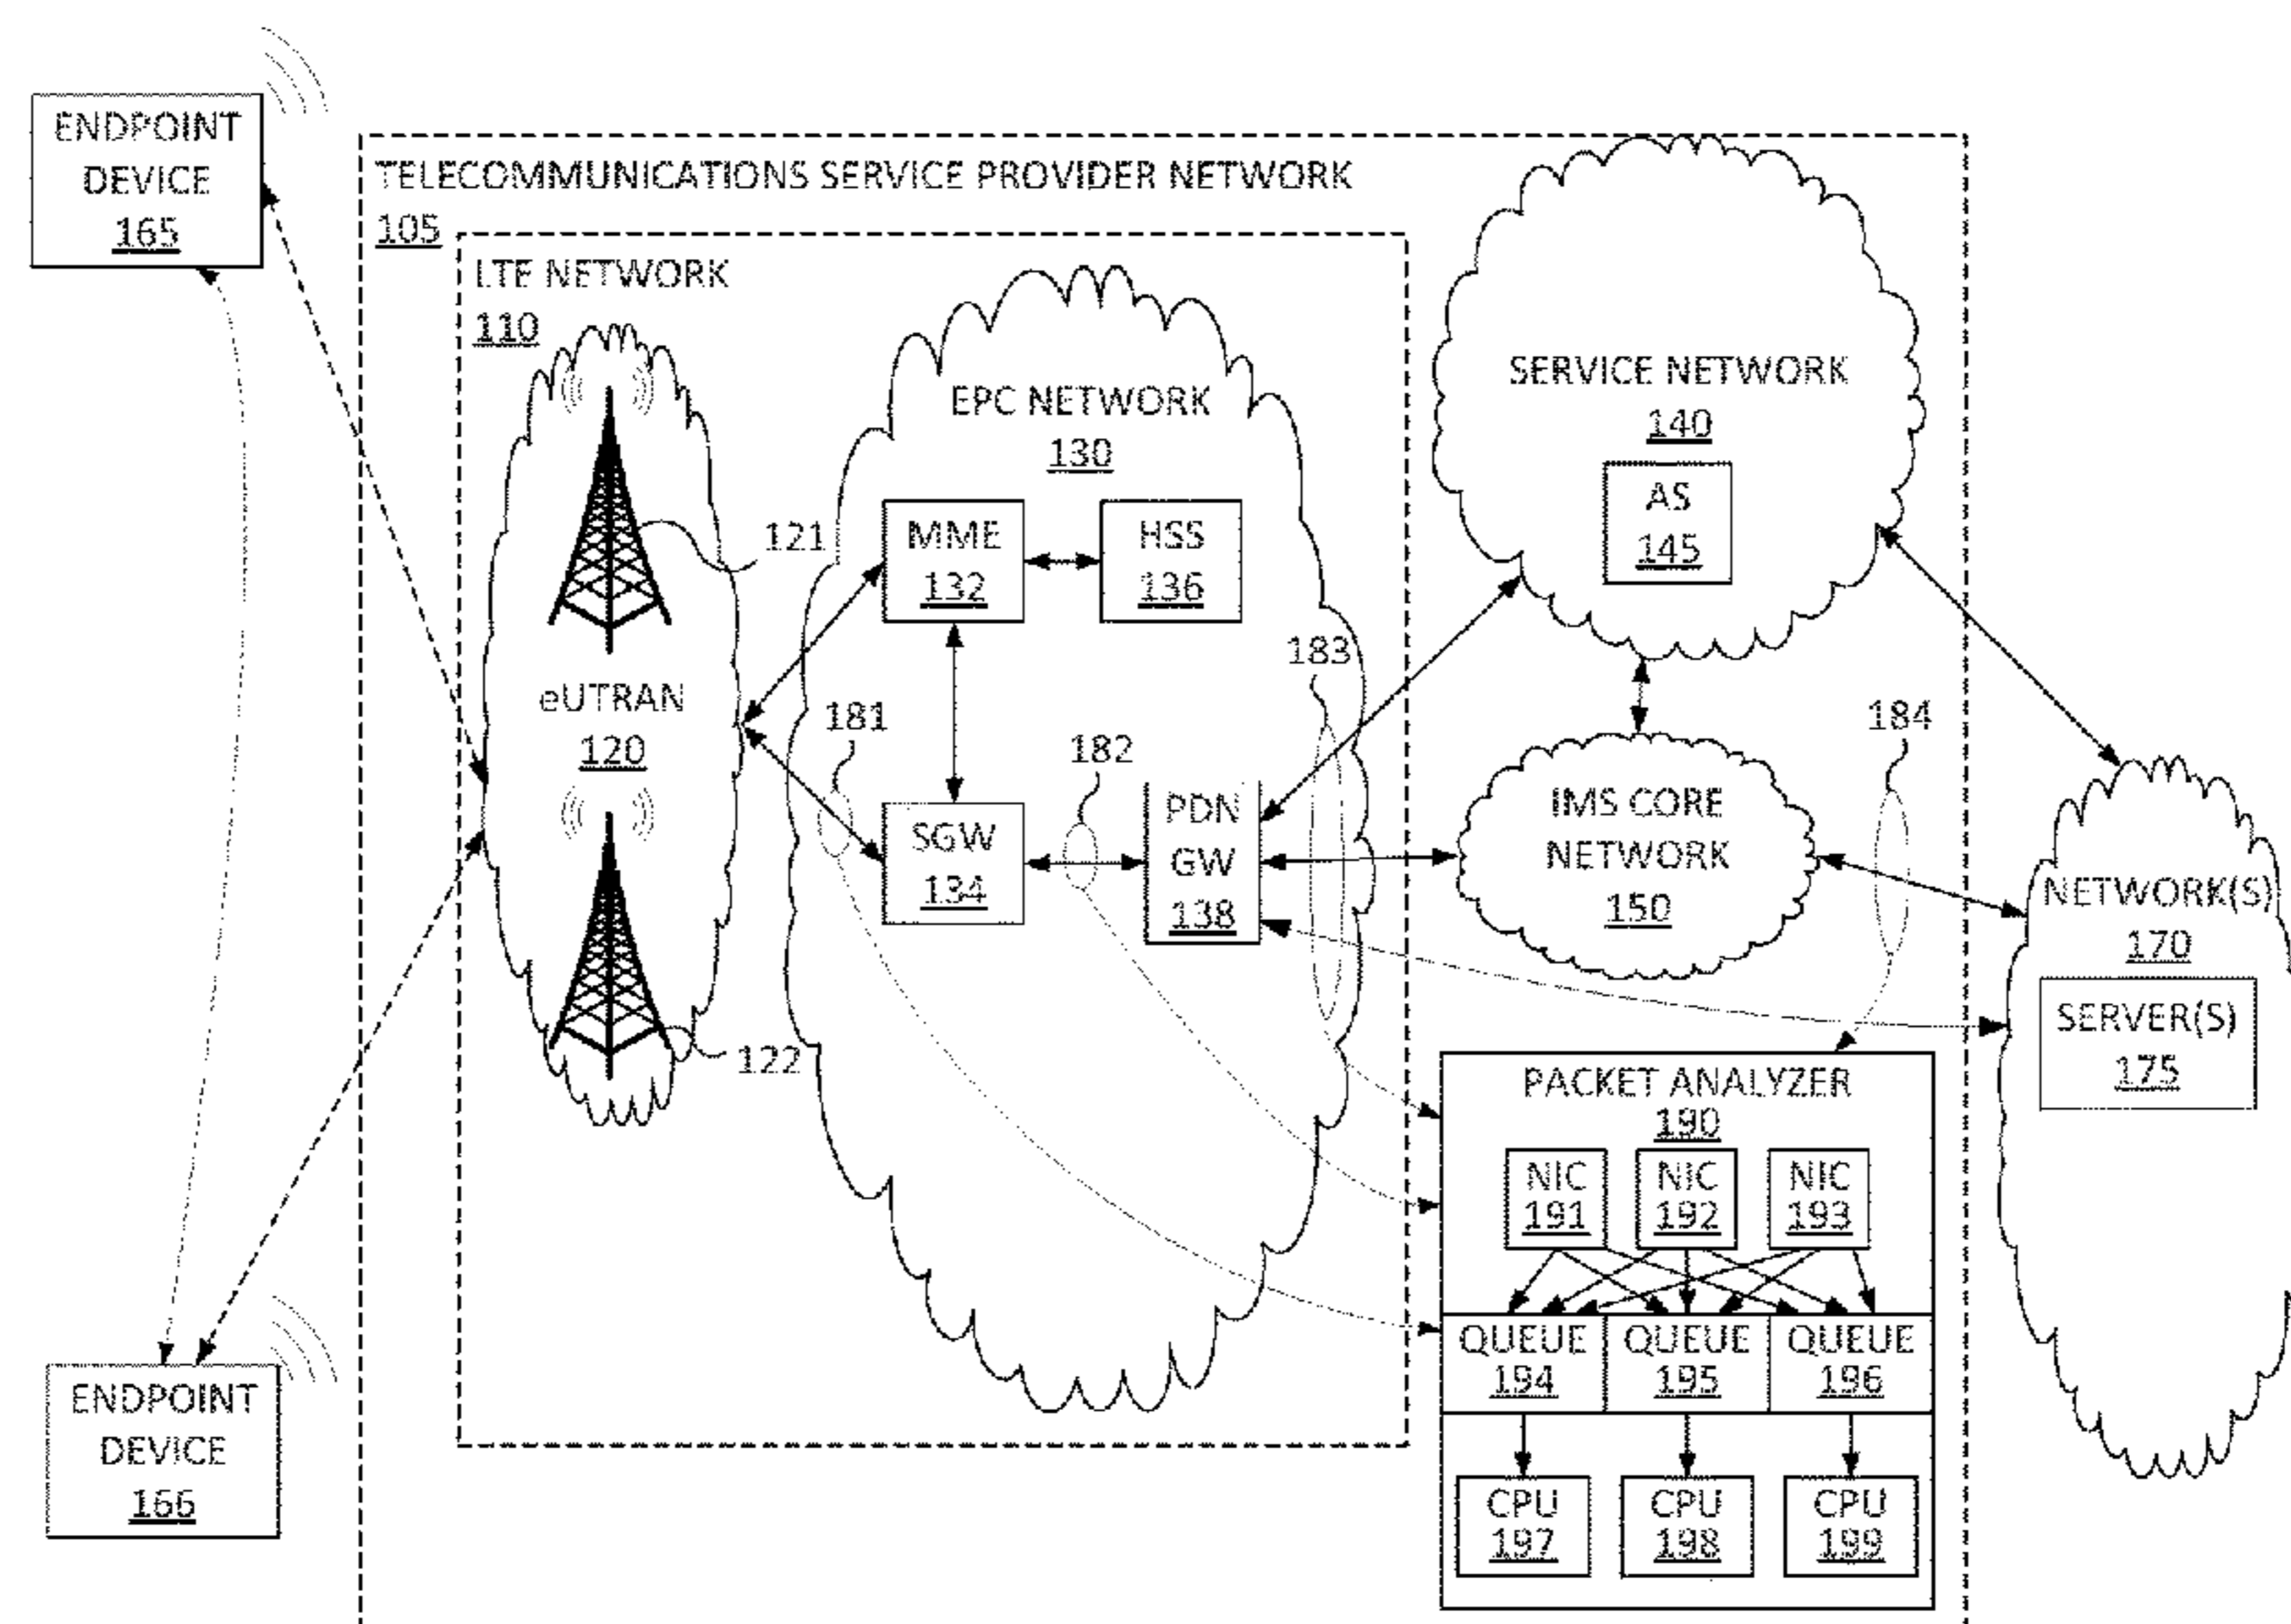 ENDPOINT
DEVICE
165
TELECOMMUNICATIONS SERVICE PROVIDER NETWORK
105
LTE NETWORK
110
EPC NETWORK
130
SERVICE NETWORK
140
AS
145
121
MME
132
HSS
136
183
eUTRAN
120
181
182
184
SGW
134
PDN
GW
138
IMS CORE
NETWORK
150
NETWORK(S)
170
SERVER(S)
175
122
PACKET ANALYZER
190
NIC
191
NIC
192
NIC
193
QUEUE
194
QUEUE
195
QUEUE
196
CPU
197
CPU
198
CPU
199
ENDPOINT
DEVICE
166